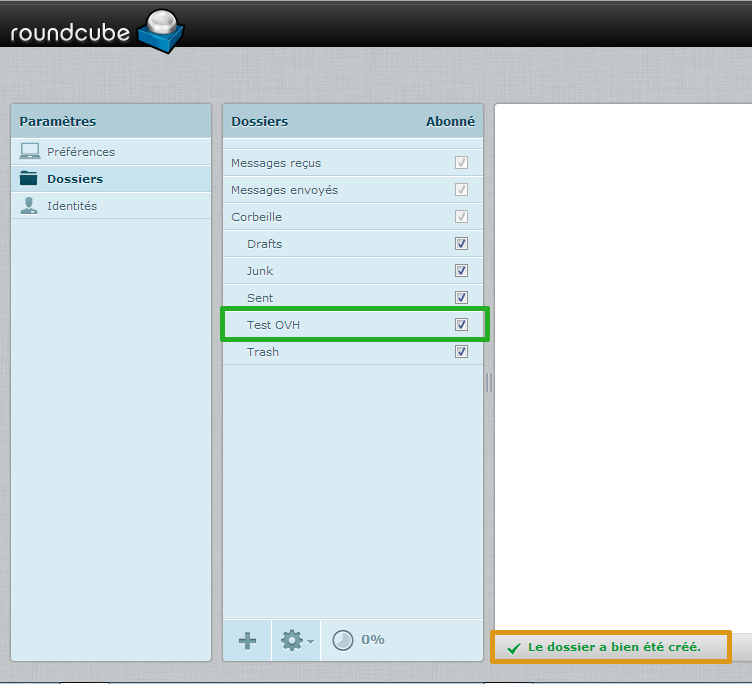 roundcube
Paramètres
Préférences
Dossiers
Identités
Dossiers Abonné
Messages reçus
Messages envoyés
Corbeille
Drafts
Junk
Sent
Test OVH
Trash
0%
Le dossier a bien été créé.